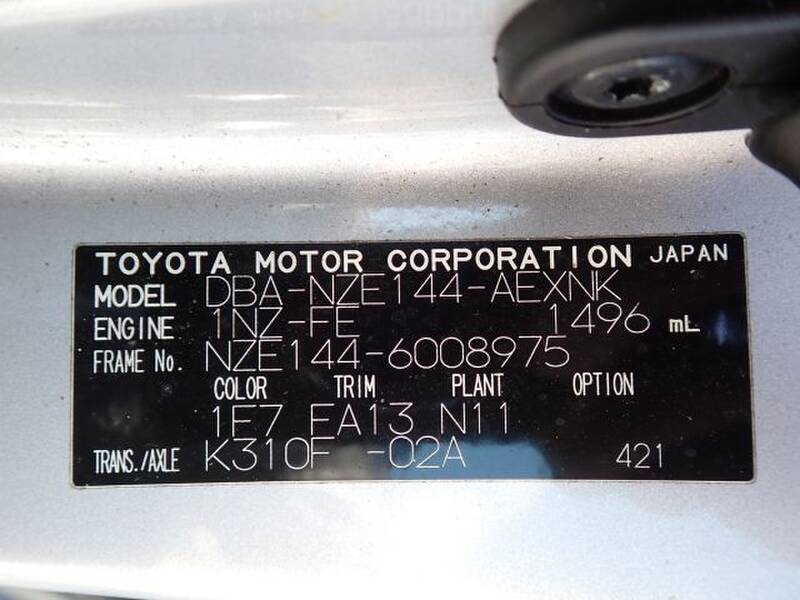 TOYOTA MOTOR CORPORATION JAPAN
MODEL DBA-NZE144-AEXNK
ENGINE 1NZ-FE 1496 mL
FRAME No. NZE144-6008975
COLOR TRIM PLANT OPTION
1F7 FA13 N11
TRANS./AXLE K310F -02A 421